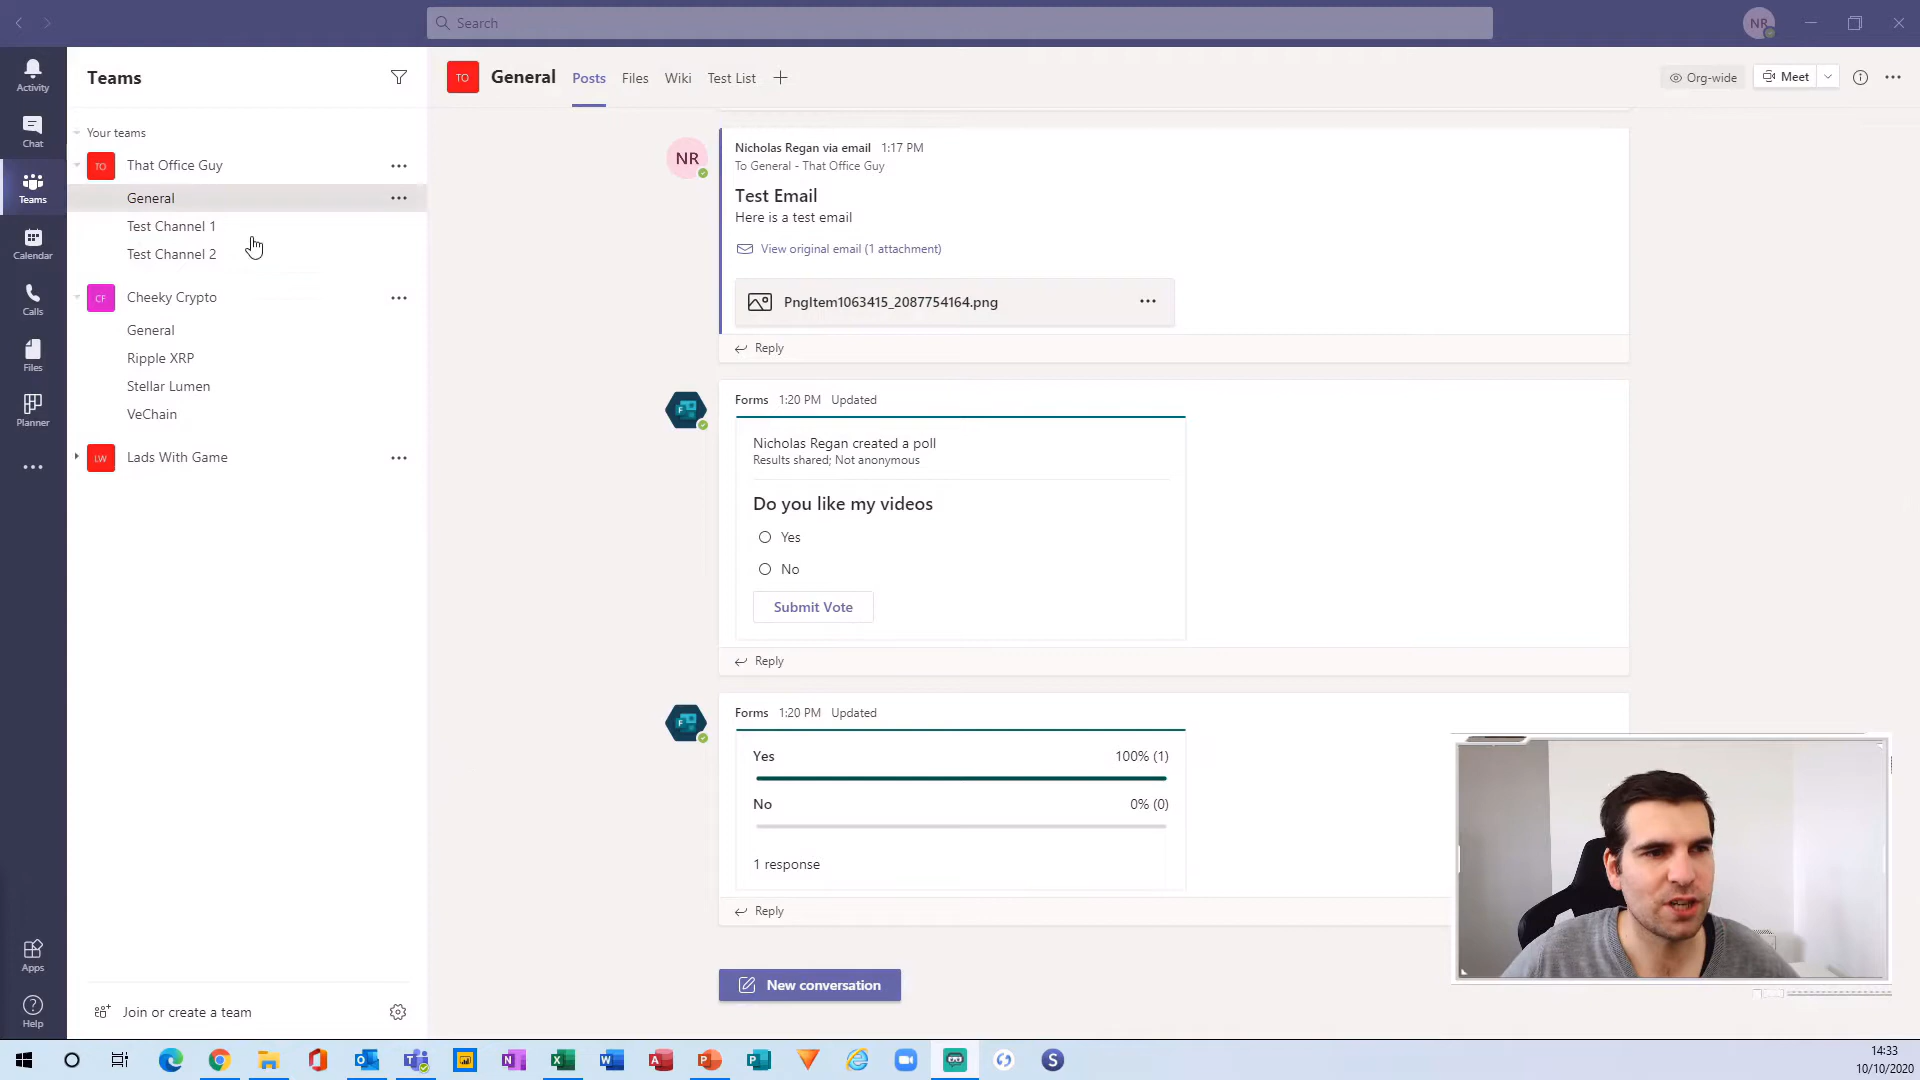 Search
NR
Activity
Chat
Teams
Calendar
Calls
Files
Planner
Apps
Help
Teams
Your teams
TO That Office Guy
General
Test Channel 1
Test Channel 2
CF Cheeky Crypto
General
Ripple XRP
Stellar Lumen
VeChain
LW Lads With Game
Join or create a team
TO General Posts Files Wiki Test List
Org-wide Meet
NR
Nicholas Regan via email 1:17 PM
To General - That Office Guy
Test Email
Here is a test email
View original email (1 attachment)
PngItem1063415_2087754164.png
Reply
Forms 1:20 PM Updated
Nicholas Regan created a poll
Results shared; Not anonymous
Do you like my videos
Yes
No
Submit Vote
Reply
Forms 1:20 PM Updated
Yes 100% (1)
No 0% (0)
1 response
Reply
New conversation
14:33
10/10/2020